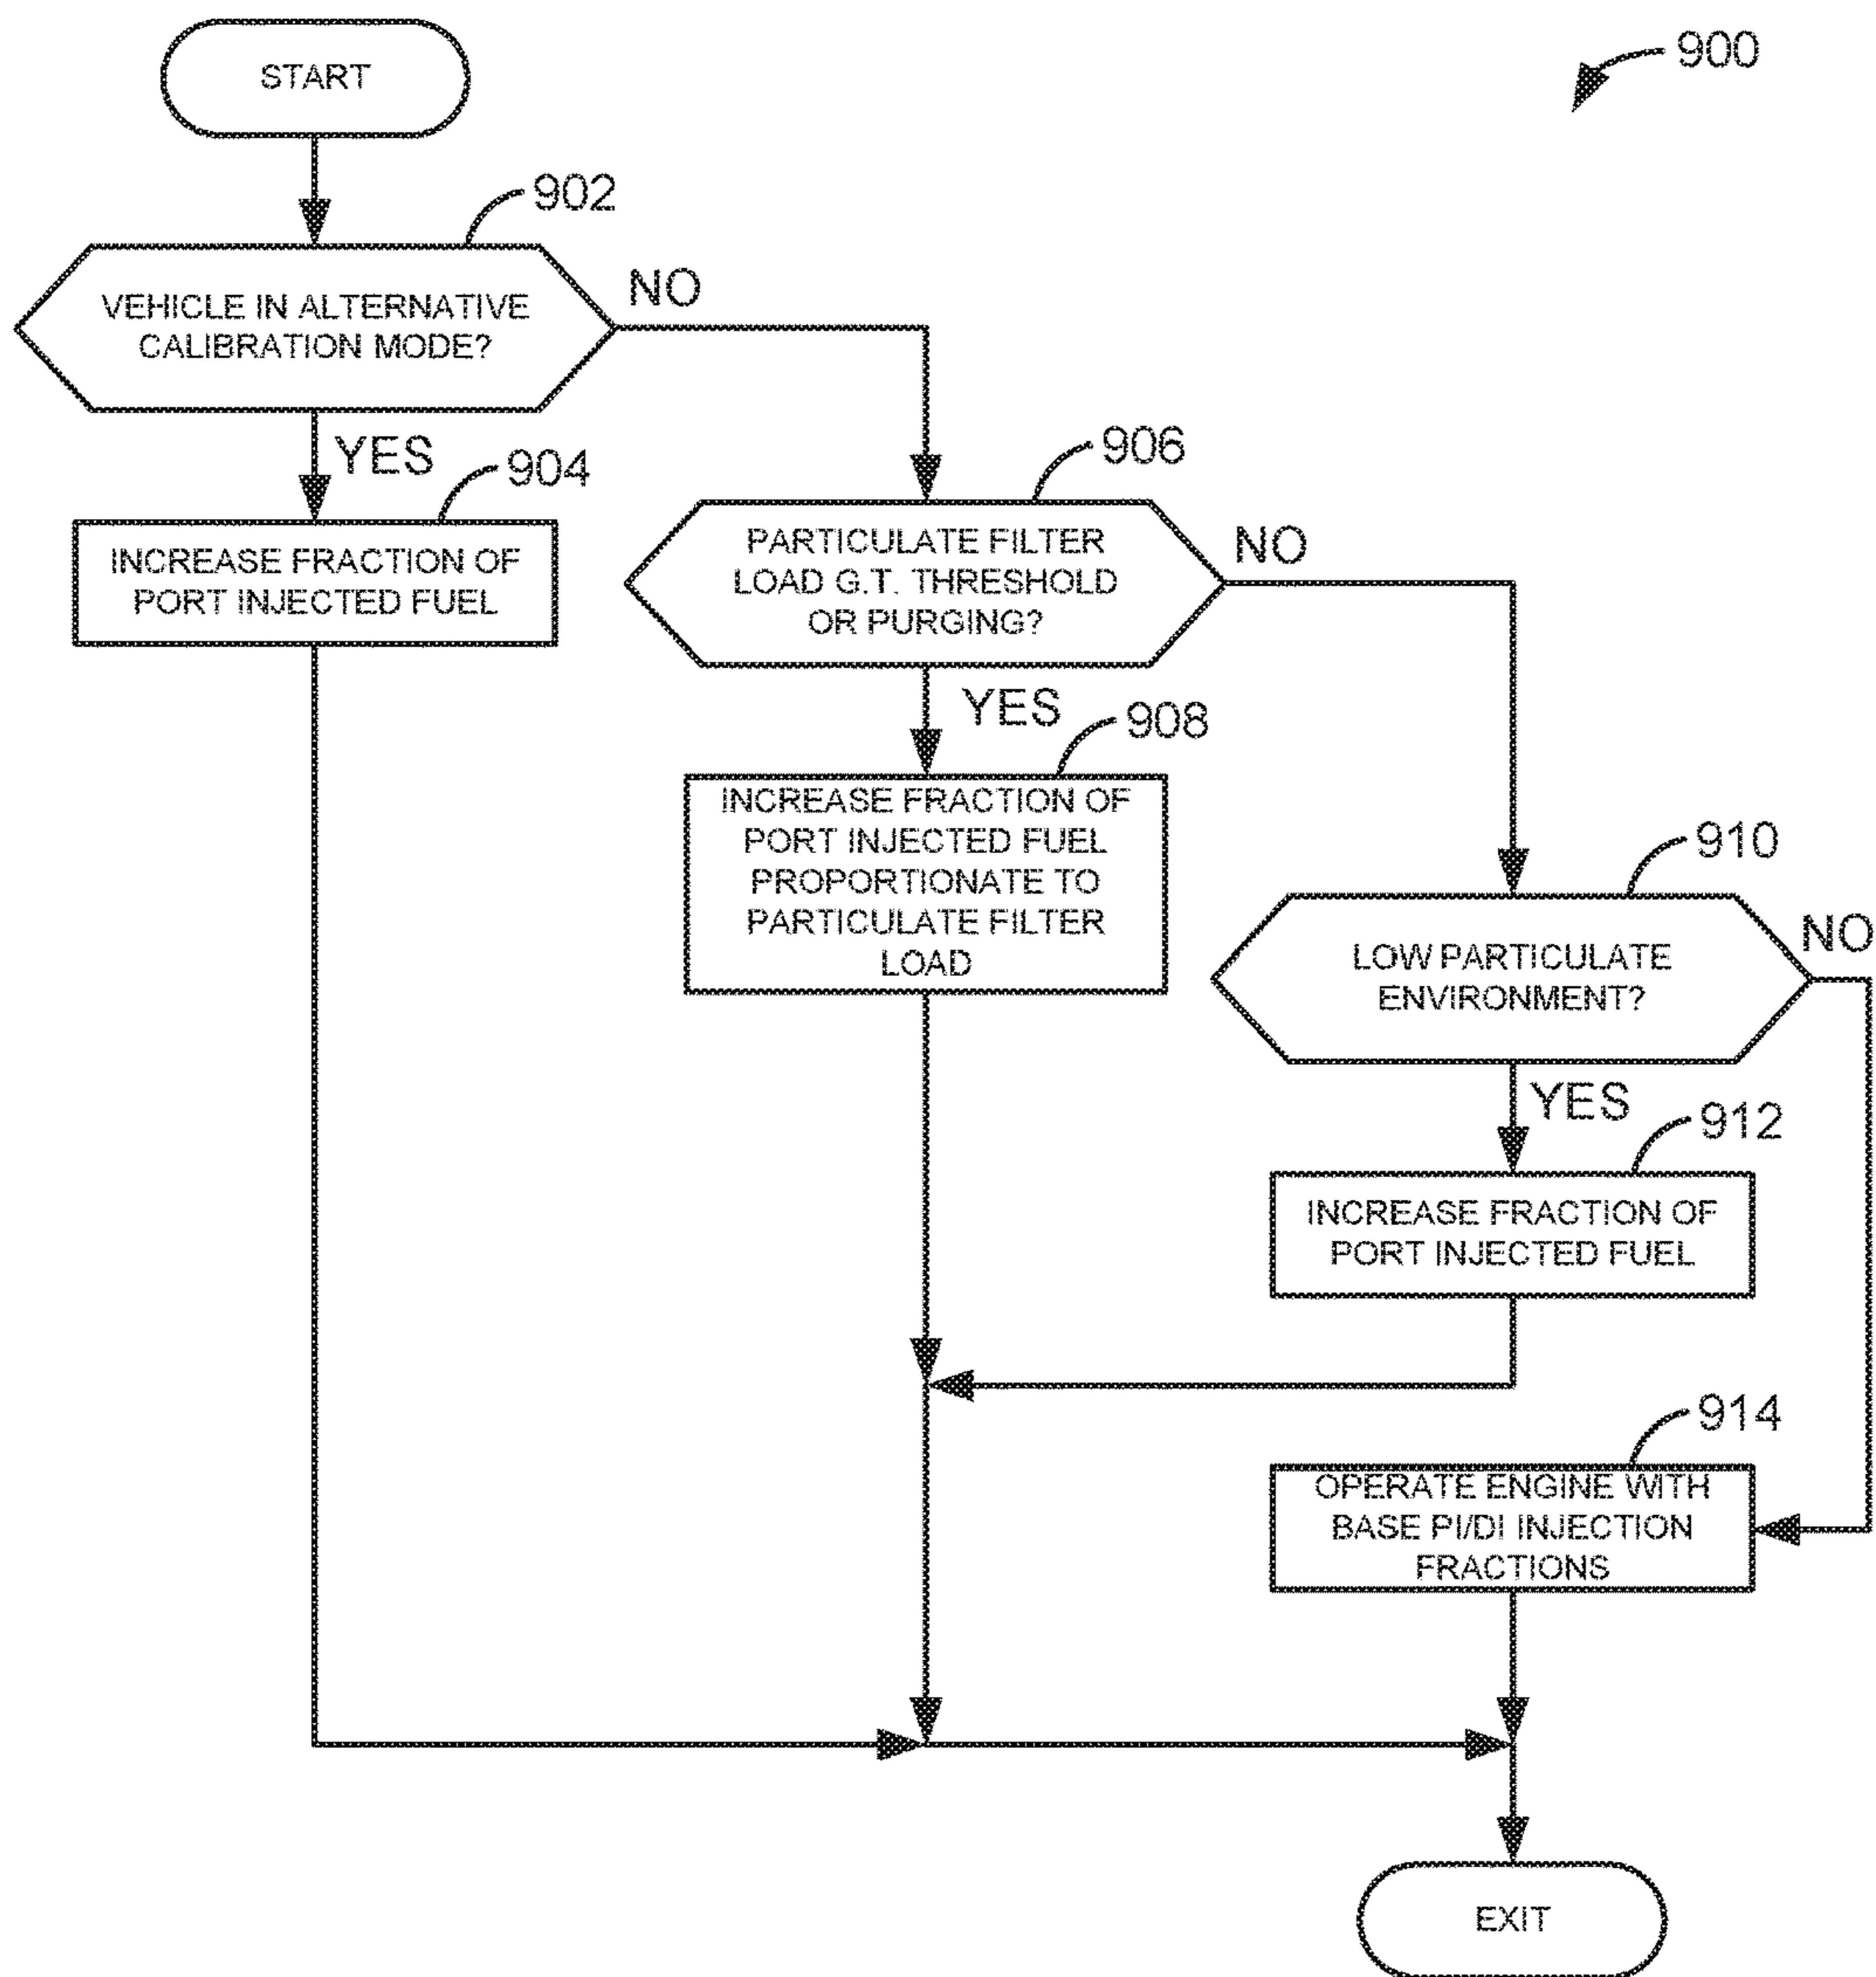 START
900
902
VEHICLE IN ALTERNATIVE
CALIBRATION MODE?
NO
YES
904
INCREASE FRACTION OF
PORT INJECTED FUEL
906
PARTICULATE FILTER
LOAD G.T. THRESHOLD
OR PURGING?
NO
YES
908
INCREASE FRACTION OF
PORT INJECTED FUEL
PROPORTIONATE TO
PARTICULATE FILTER
LOAD
910
LOW PARTICULATE
ENVIRONMENT?
NO
YES
912
INCREASE FRACTION OF
PORT INJECTED FUEL
914
OPERATE ENGINE WITH
BASE PI/DI INJECTION
FRACTIONS
EXIT